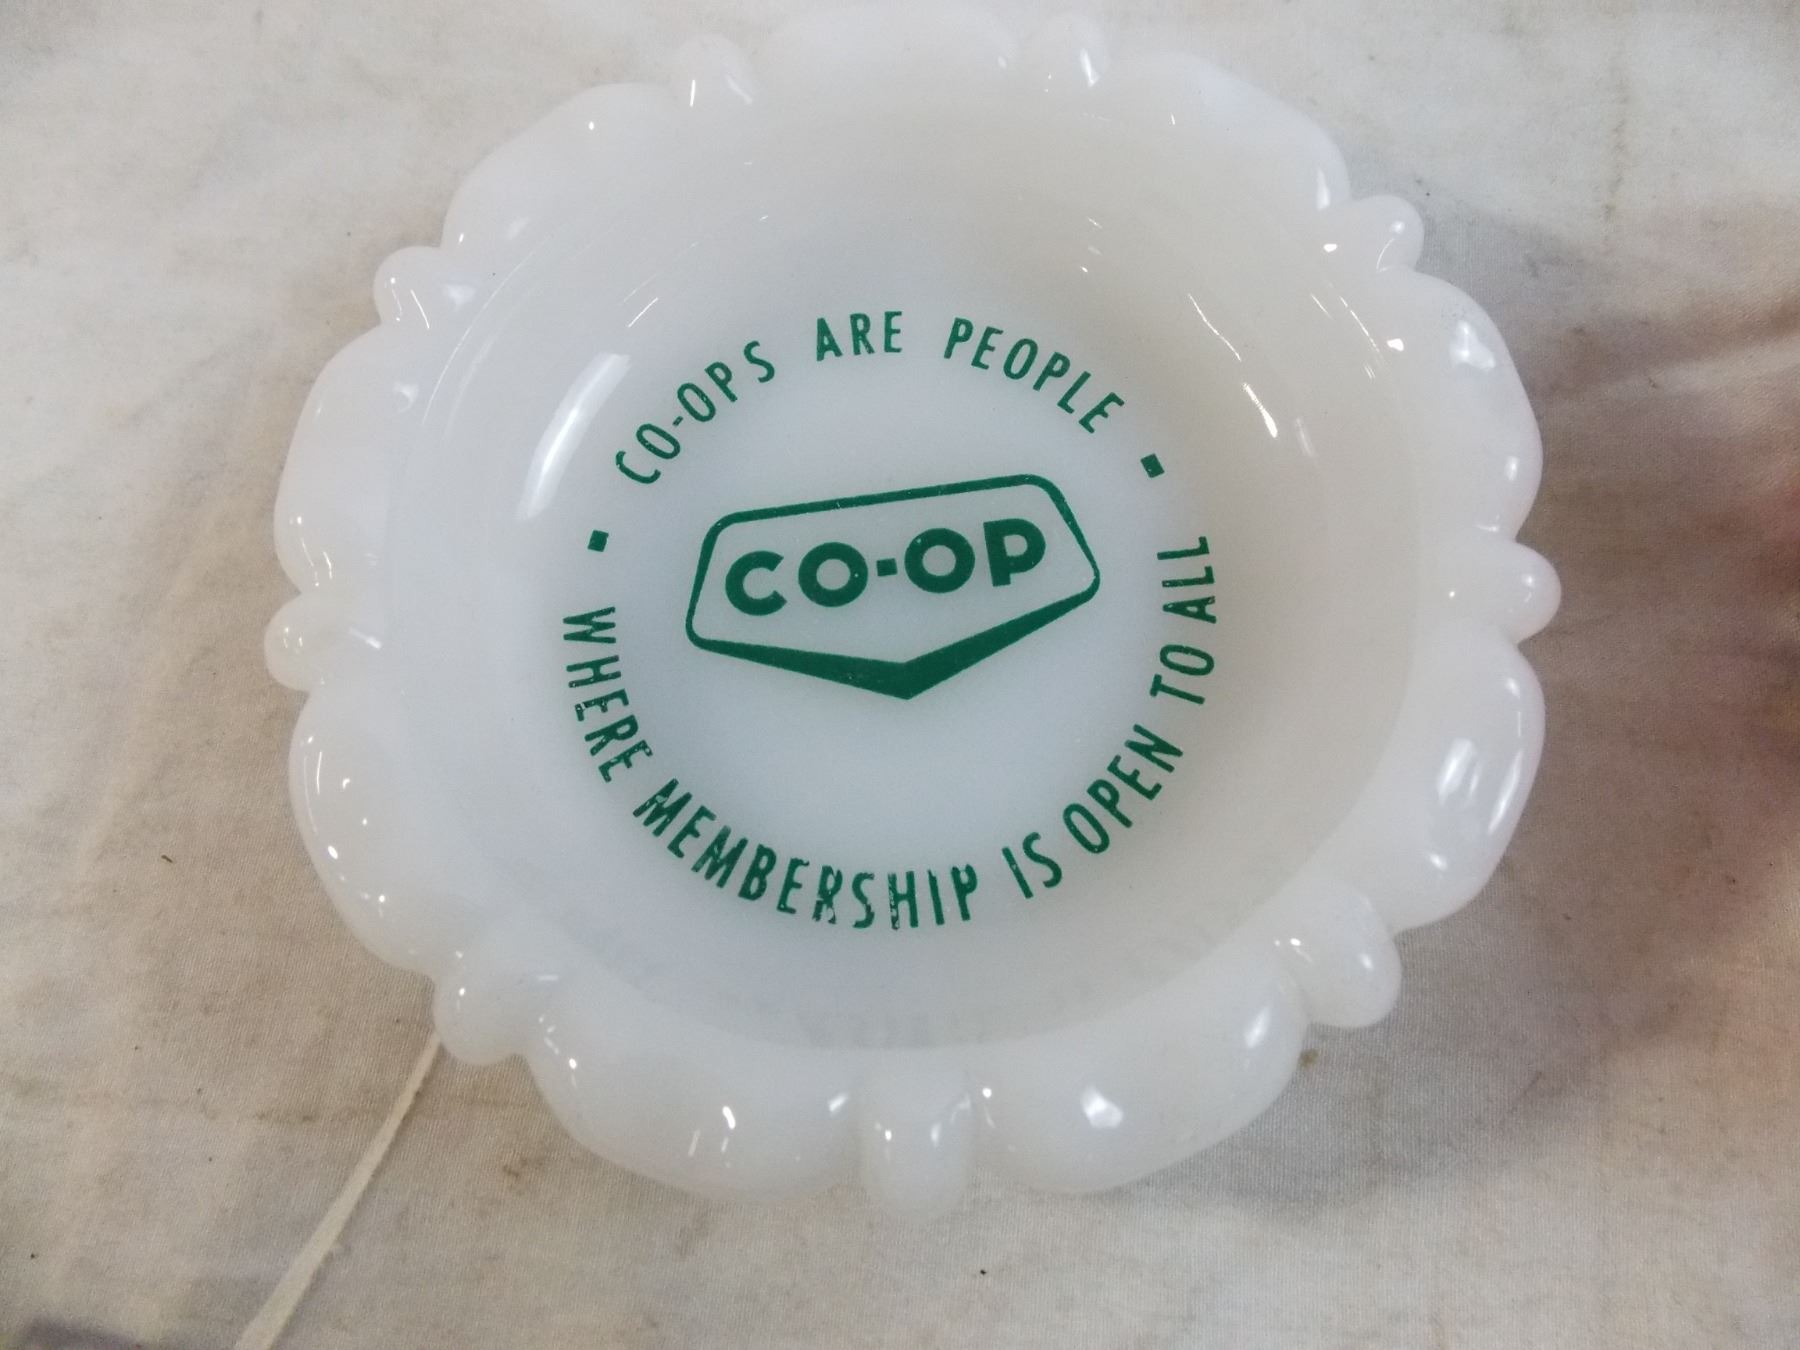 CO-OPS ARE PEOPLE
CO-OP
WHERE MEMBERSHIP IS OPEN TO ALL